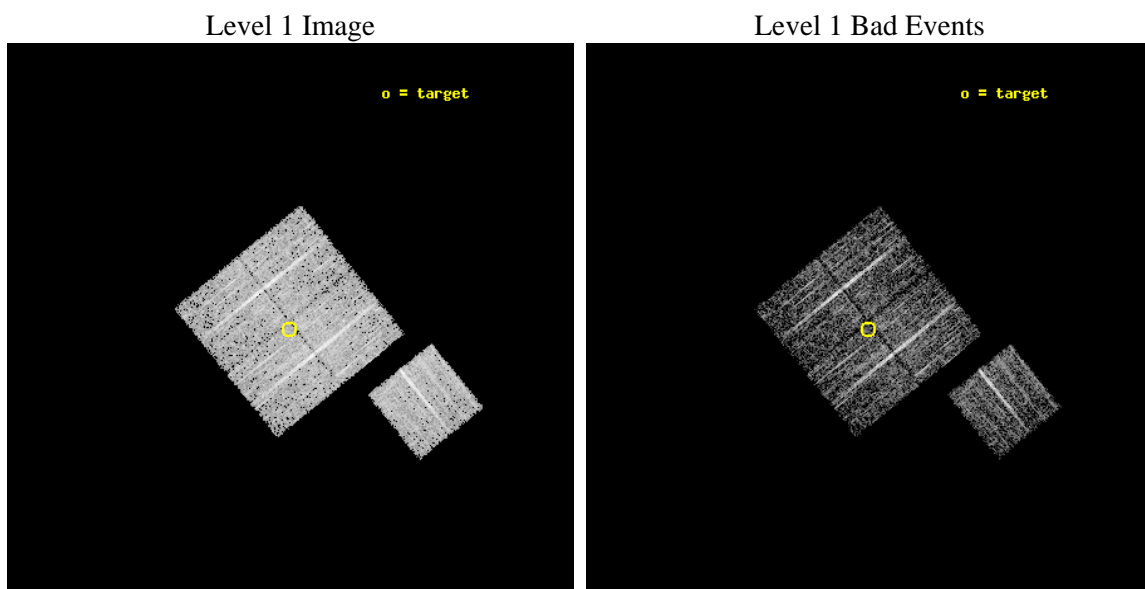 Level 1 Image
Level 1 Bad Events
o = target
o = target